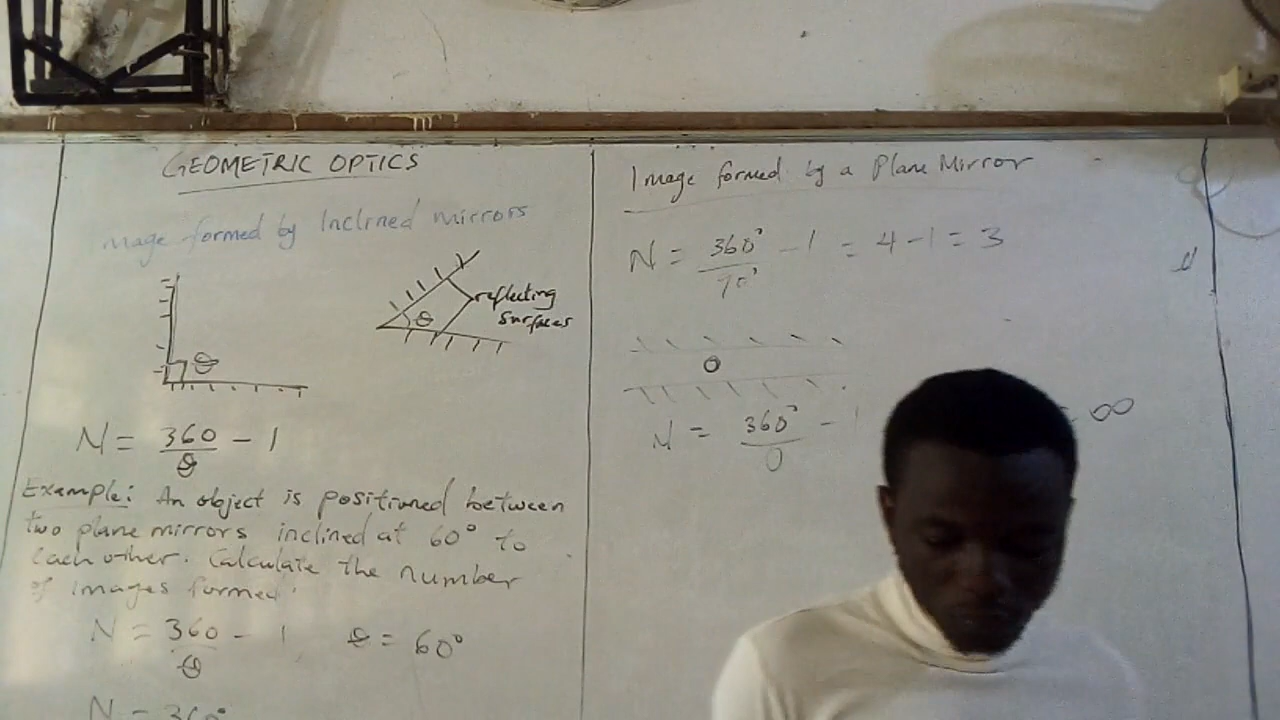 GEOMETRIC OPTICS
mage formed by Inclined mirrors
θ
θ
reflecting
surfaces
N = 360/θ - 1
Example: An object is positioned between
two plane mirrors inclined at 60° to
each other. Calculate the number
of images formed
N = 360/θ - 1 θ = 60°
N = 360°
Image formed by a Plane Mirror
N = 360°/90° - 1 = 4 - 1 = 3
O
N = 360°/0 - 1 = ∞